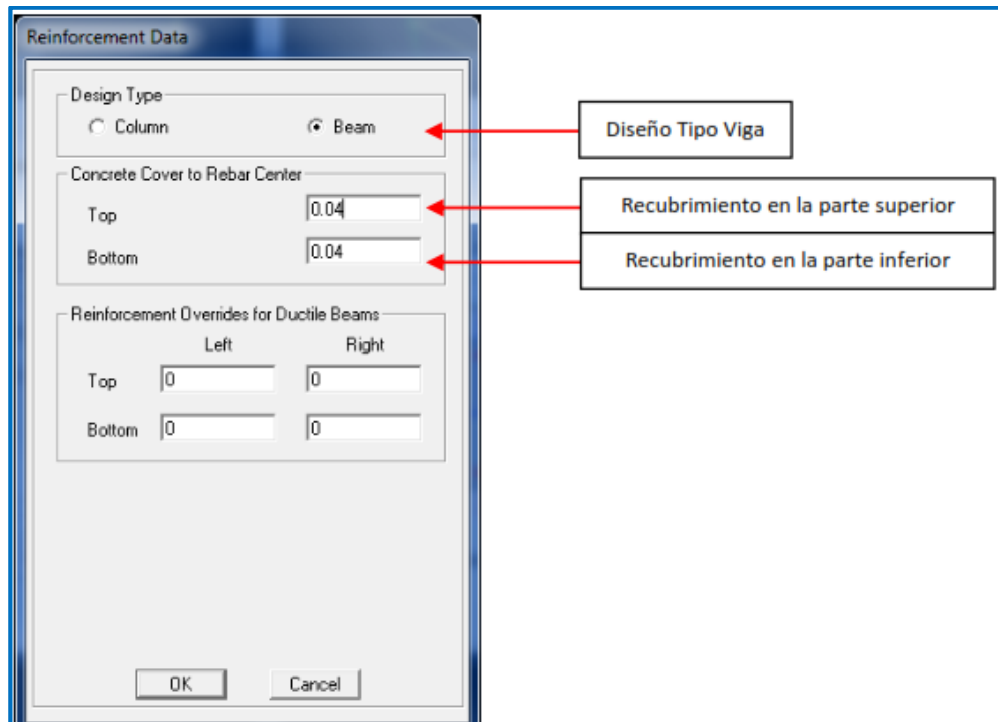 Reinforcement Data
Design Type
Column
Beam
Diseño Tipo Viga
Concrete Cover to Rebar Center
Top
0.04
Recubrimiento en la parte superior
Bottom
0.04
Recubrimiento en la parte inferior
Reinforcement Overrides for Ductile Beams
Left Right
Top 0 0
Bottom 0 0
OK
Cancel